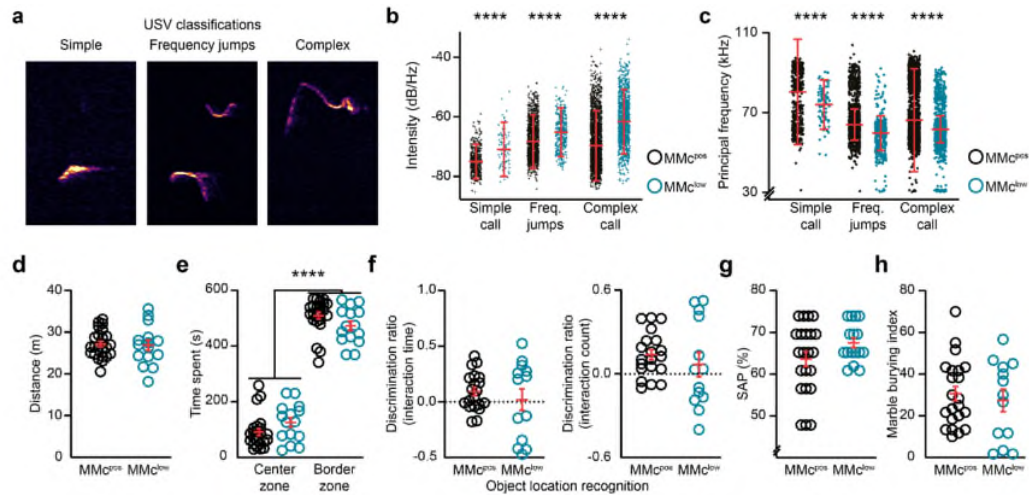 a
USV classifications
Simple
Frequency jumps
Complex
b
**** **** ****
Intensity (dB/Hz)
-40
-60
-80
Simple call
Freq. jumps
Complex call
MMcpos
MMclow
c
**** **** ****
Principal frequency (kHz)
110
70
30
Simple call
Freq. jumps
Complex call
MMcpos
MMclow
d
Distance (m)
50
40
30
20
10
0
MMcpos MMclow
e
****
Time spent (s)
600
400
200
0
Center zone
Border zone
f
Discrimination ratio
(interaction time)
1.0
0.5
0.0
-0.5
MMcpos MMclow
Discrimination ratio
(interaction count)
0.6
0.0
-0.6
MMcpos MMclow
Object location recognition
g
SAP (%)
80
70
60
50
MMcpos MMclow
h
Marble burying index
80
60
40
20
0
MMcpos MMclow